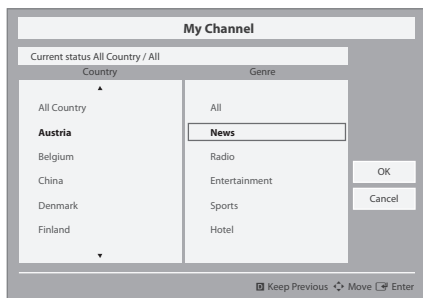 My Channel
Current status All Country / All
Country Genre
All Country All
Austria News
Belgium Radio
China Entertainment
Denmark Sports
Finland Hotel
OK
Cancel
D Keep Previous Move Enter